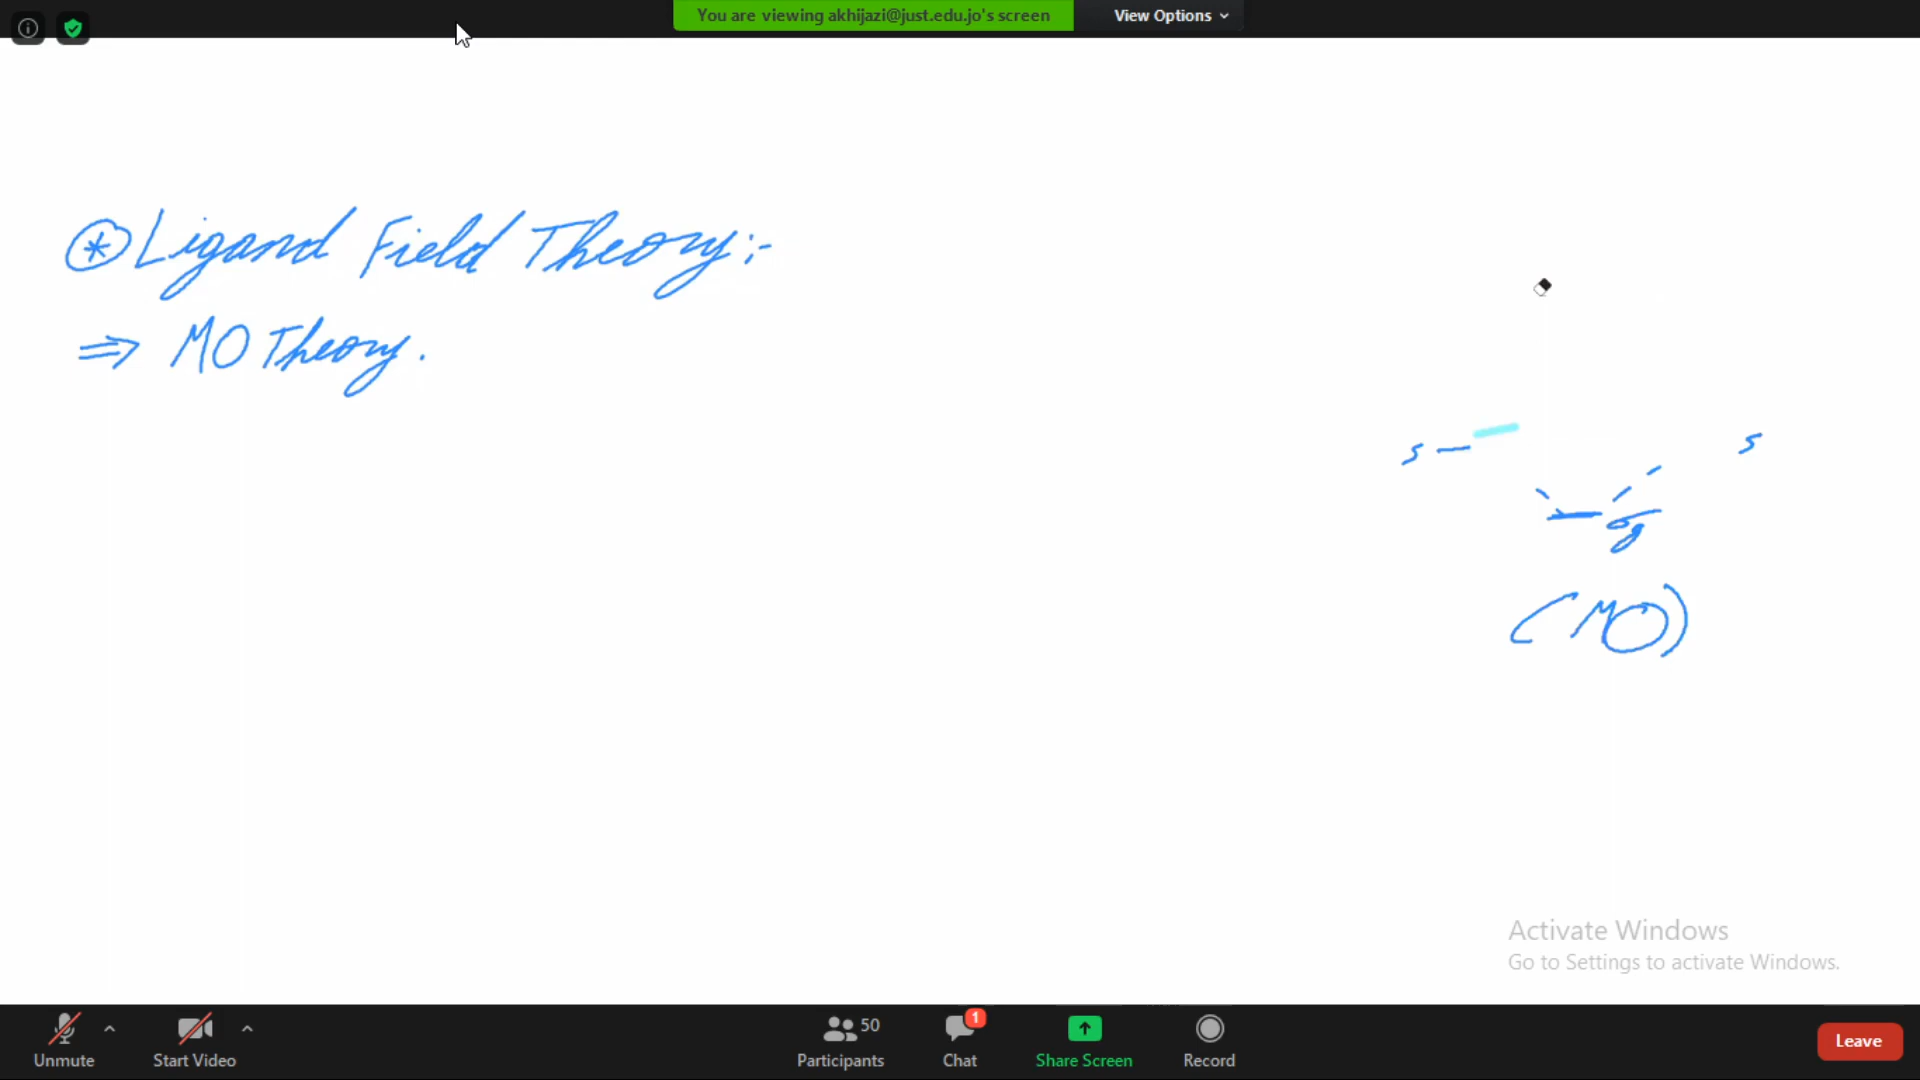 You are viewing akhijazi@just.edu.jo's screen
View Options
⊛ Ligand Field Theory:-
⇒ MO Theory.
s
s
σg
(MO)
Activate Windows
Go to Settings to activate Windows.
Unmute
Start Video
50
Participants
1
Chat
Share Screen
Record
Leave